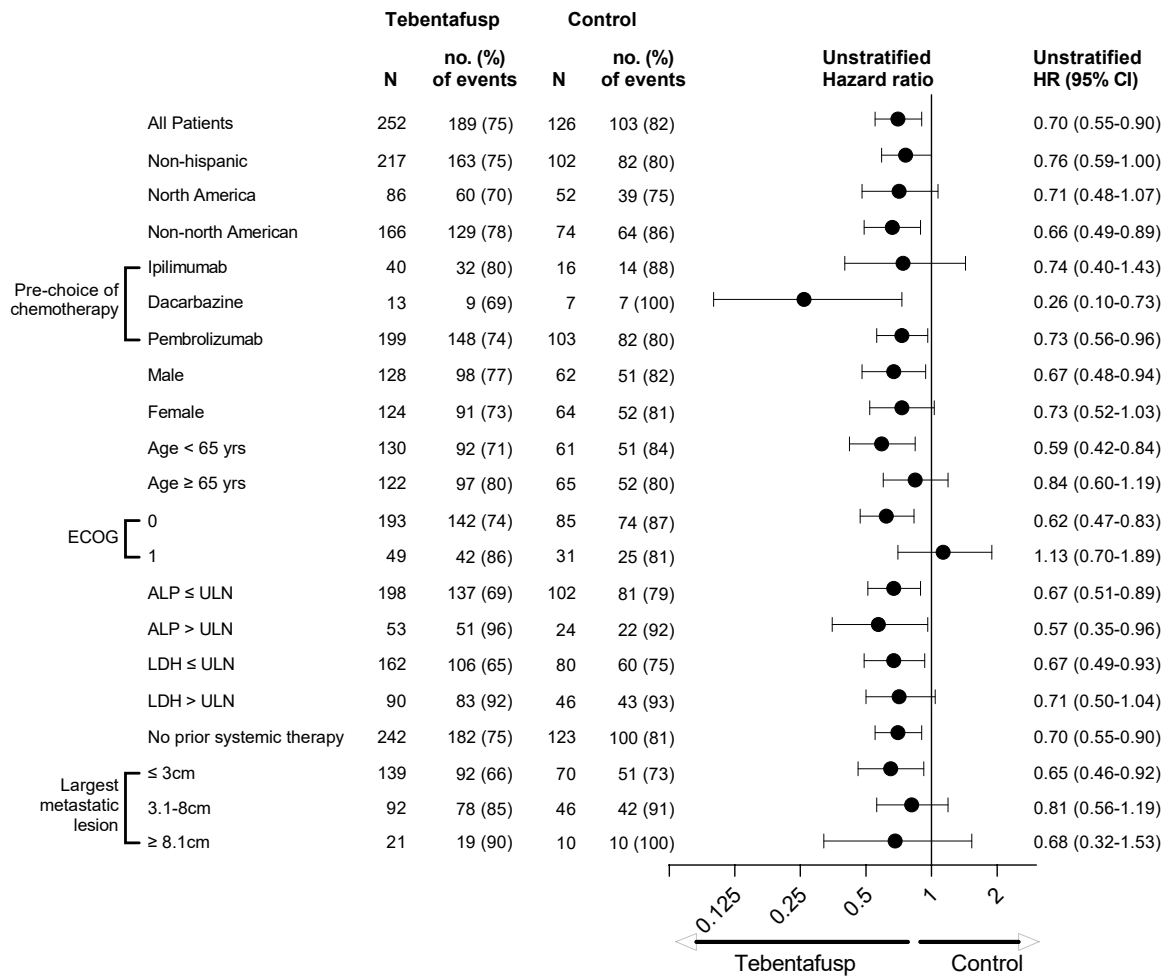 Tebentafusp Control
N no. (%) of events N no. (%) of events Unstratified Hazard ratio Unstratified HR (95% CI)
All Patients 252 189 (75) 126 103 (82) 0.70 (0.55-0.90)
Non-hispanic 217 163 (75) 102 82 (80) 0.76 (0.59-1.00)
North America 86 60 (70) 52 39 (75) 0.71 (0.48-1.07)
Non-north American 166 129 (78) 74 64 (86) 0.66 (0.49-0.89)
Pre-choice of chemotherapy
Ipilimumab 40 32 (80) 16 14 (88) 0.74 (0.40-1.43)
Dacarbazine 13 9 (69) 7 7 (100) 0.26 (0.10-0.73)
Pembrolizumab 199 148 (74) 103 82 (80) 0.73 (0.56-0.96)
Male 128 98 (77) 62 51 (82) 0.67 (0.48-0.94)
Female 124 91 (73) 64 52 (81) 0.73 (0.52-1.03)
Age < 65 yrs 130 92 (71) 61 51 (84) 0.59 (0.42-0.84)
Age ≥ 65 yrs 122 97 (80) 65 52 (80) 0.84 (0.60-1.19)
ECOG
0 193 142 (74) 85 74 (87) 0.62 (0.47-0.83)
1 49 42 (86) 31 25 (81) 1.13 (0.70-1.89)
ALP ≤ ULN 198 137 (69) 102 81 (79) 0.67 (0.51-0.89)
ALP > ULN 53 51 (96) 24 22 (92) 0.57 (0.35-0.96)
LDH ≤ ULN 162 106 (65) 80 60 (75) 0.67 (0.49-0.93)
LDH > ULN 90 83 (92) 46 43 (93) 0.71 (0.50-1.04)
No prior systemic therapy 242 182 (75) 123 100 (81) 0.70 (0.55-0.90)
Largest metastatic lesion
≤ 3cm 139 92 (66) 70 51 (73) 0.65 (0.46-0.92)
3.1-8cm 92 78 (85) 46 42 (91) 0.81 (0.56-1.19)
≥ 8.1cm 21 19 (90) 10 10 (100) 0.68 (0.32-1.53)
0.125 0.25 0.5 1 2
Tebentafusp Control